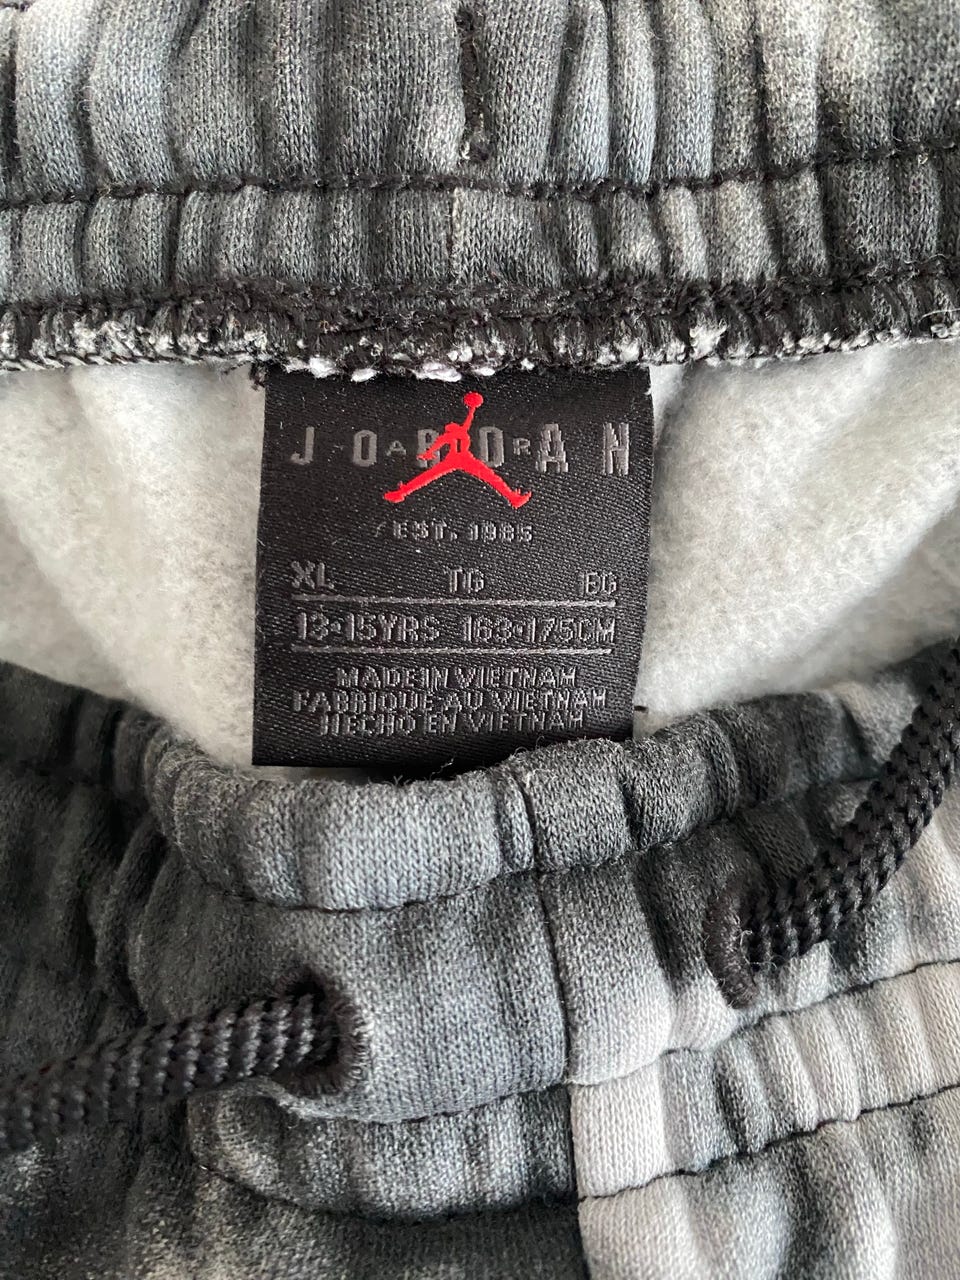 JORDAN
AIR
EST. 1985
XL TG EG
13-15YRS 163-175CM
MADE IN VIETNAM
FABRIQUE AU VIETNAM
HECHO EN VIETNAM